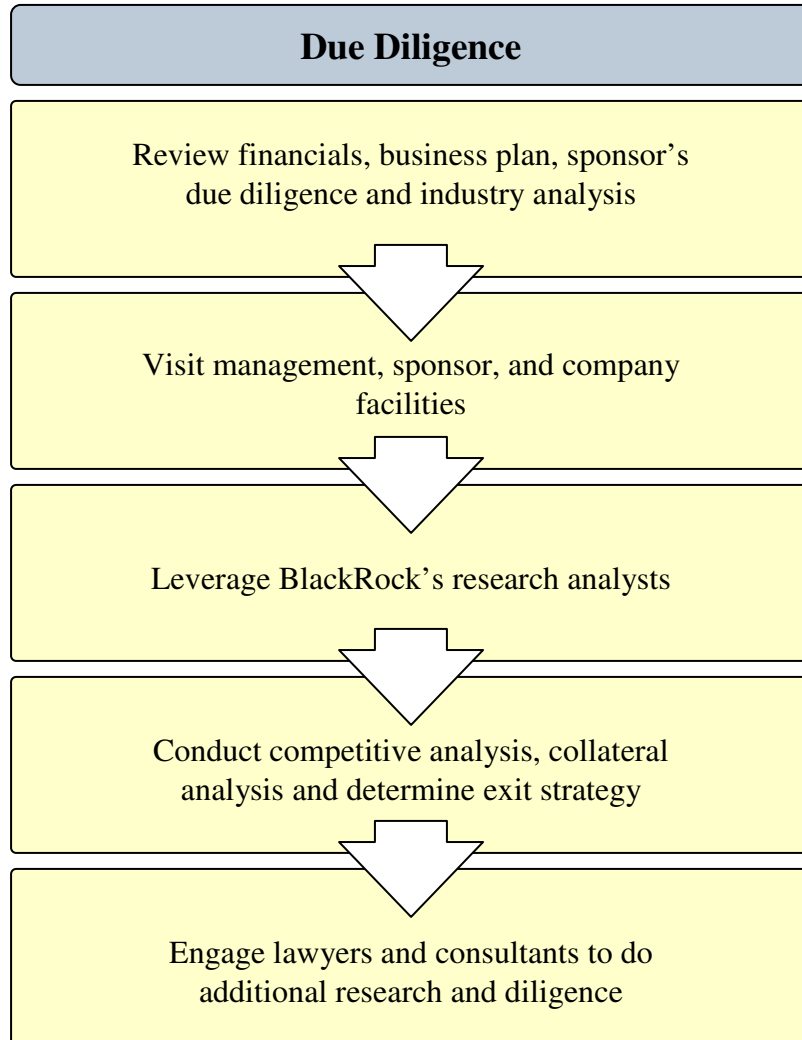 Due Diligence
Review financials, business plan, sponsor’s
due diligence and industry analysis
Visit management, sponsor, and company
facilities
Leverage BlackRock’s research analysts
Conduct competitive analysis, collateral
analysis and determine exit strategy
Engage lawyers and consultants to do
additional research and diligence